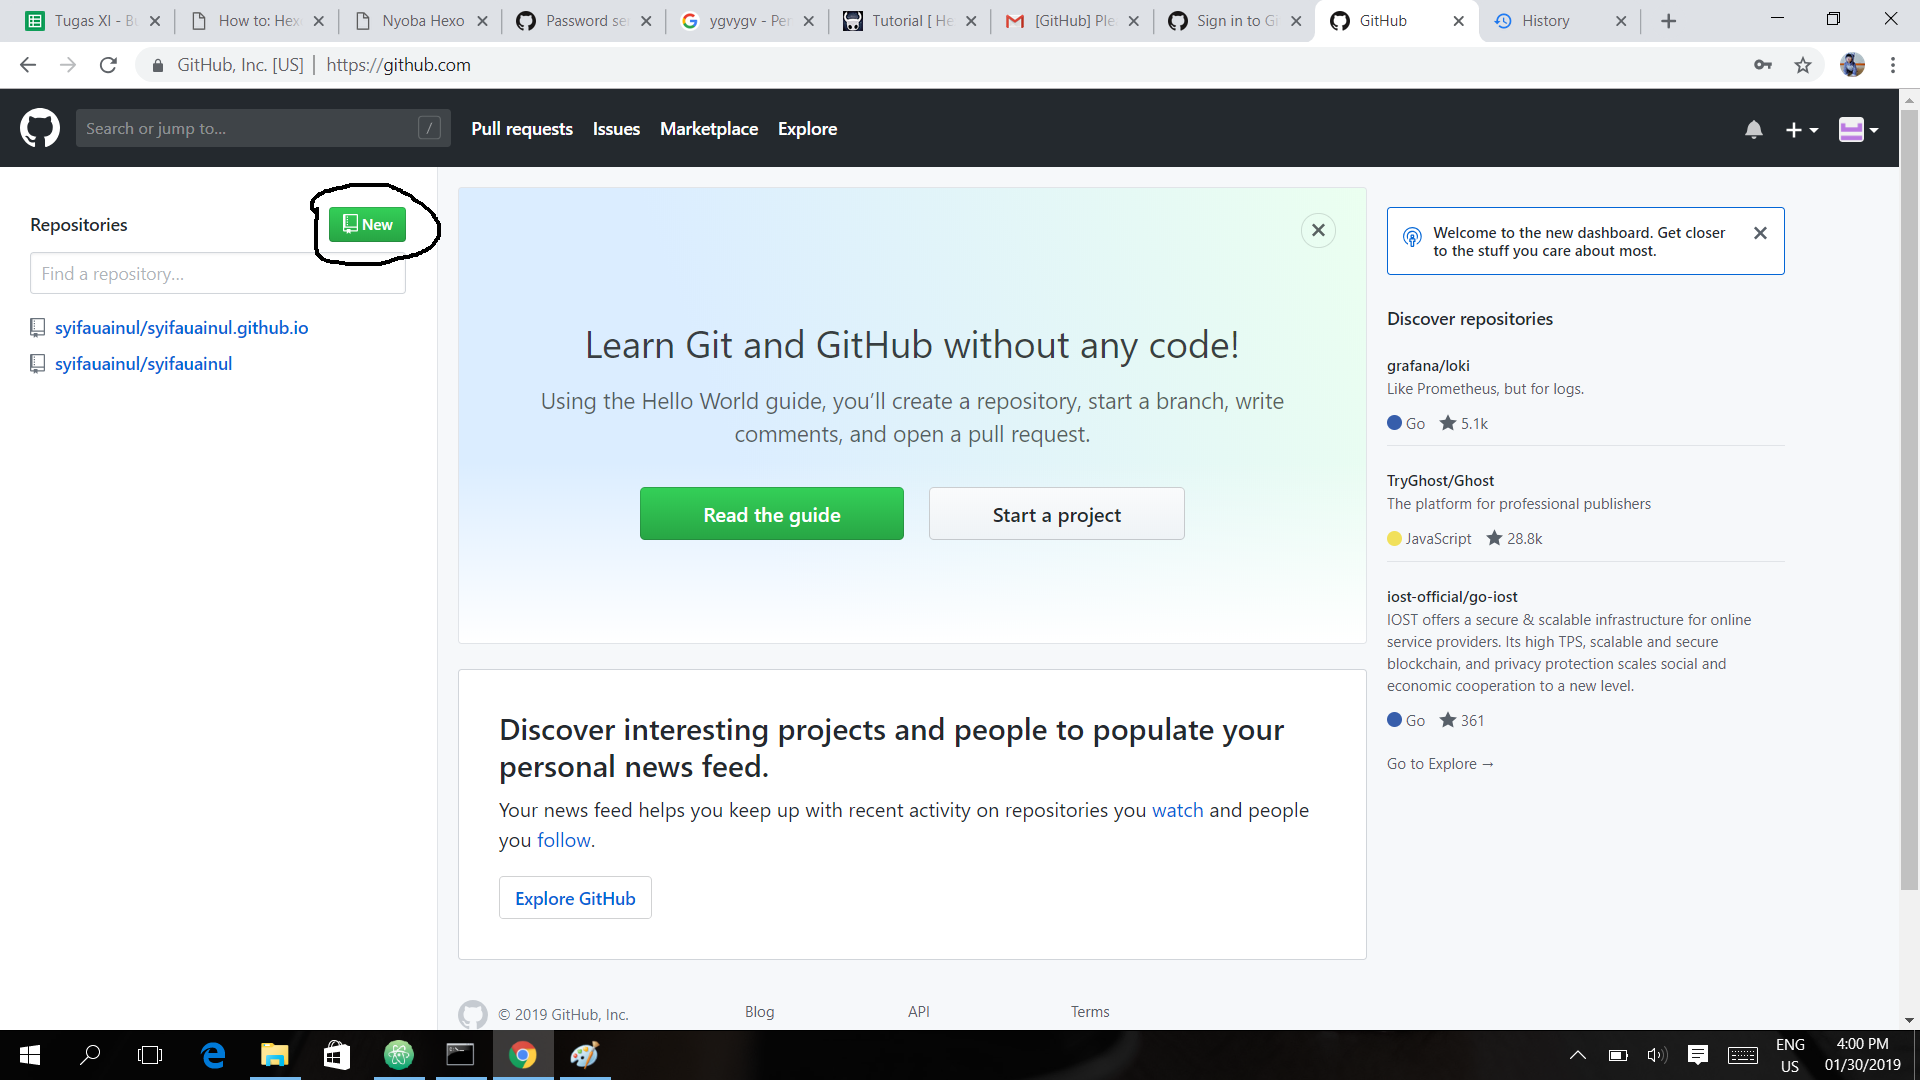 Tugas XI - Bu
How to: Hexo
Nyoba Hexo
Password se
ygvygv - Pe
Tutorial [ He
[GitHub] Ple
Sign in to Gi
GitHub
History
GitHub, Inc. [US] | https://github.com
Search or jump to...
/
Pull requests
Issues
Marketplace
Explore
Repositories
New
Find a repository...
syifauainul/syifauainul.github.io
syifauainul/syifauainul
Learn Git and GitHub without any code!
Using the Hello World guide, you’ll create a repository, start a branch, write
comments, and open a pull request.
Read the guide
Start a project
Discover interesting projects and people to populate your
personal news feed.
Your news feed helps you keep up with recent activity on repositories you watch and people
you follow.
Explore GitHub
Welcome to the new dashboard. Get closer
to the stuff you care about most.
Discover repositories
grafana/loki
Like Prometheus, but for logs.
Go 5.1k
TryGhost/Ghost
The platform for professional publishers
JavaScript 28.8k
iost-official/go-iost
IOST offers a secure & scalable infrastructure for online
service providers. Its high TPS, scalable and secure
blockchain, and privacy protection scales social and
economic cooperation to a new level.
Go 361
Go to Explore →
© 2019 GitHub, Inc.
Blog
API
Terms
ENG
US
4:00 PM
01/30/2019